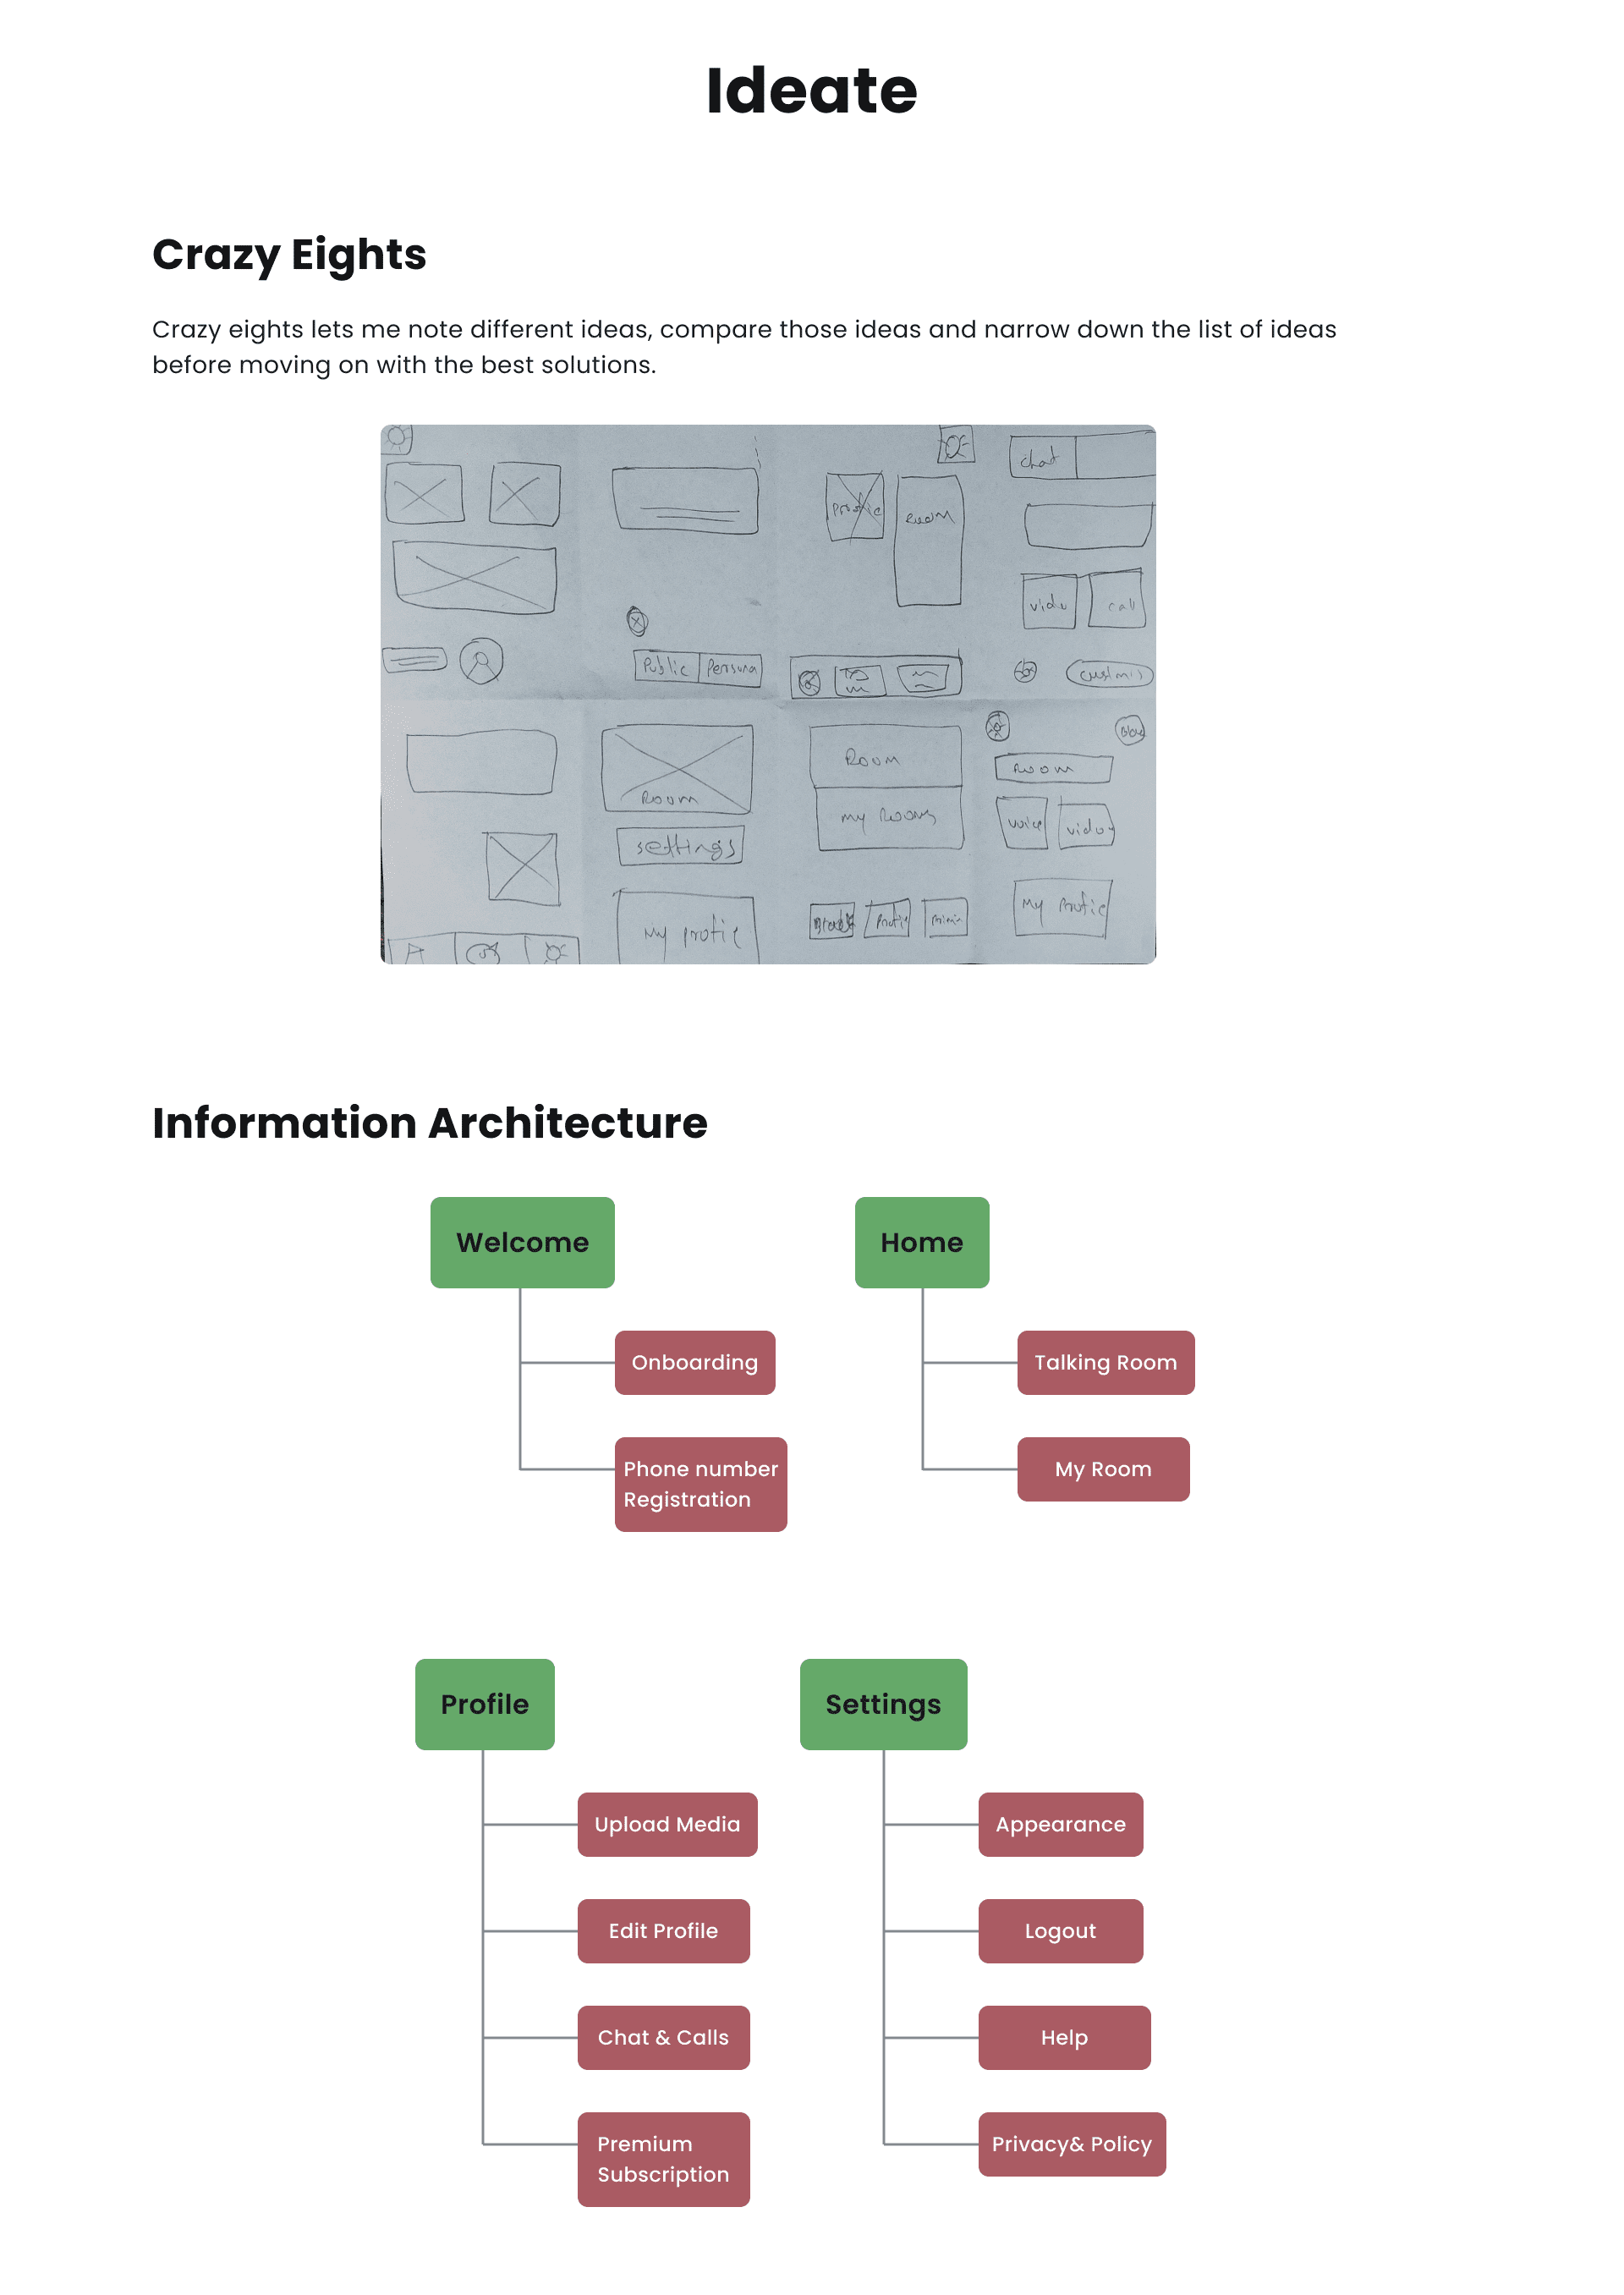 Ideate
Crazy Eights
Crazy eights lets me note different ideas, compare those ideas and narrow down the list of ideas
before moving on with the best solutions.
chat
Profile
Room
video
call
Public
Persona
Room
settings
My profile
Room
my Rooms
Room
voice
video
My Profile
Information Architecture
Welcome
Home
Onboarding
Talking Room
Phone number
Registration
My Room
Profile
Settings
Upload Media
Appearance
Edit Profile
Logout
Chat & Calls
Help
Premium
Subscription
Privacy& Policy